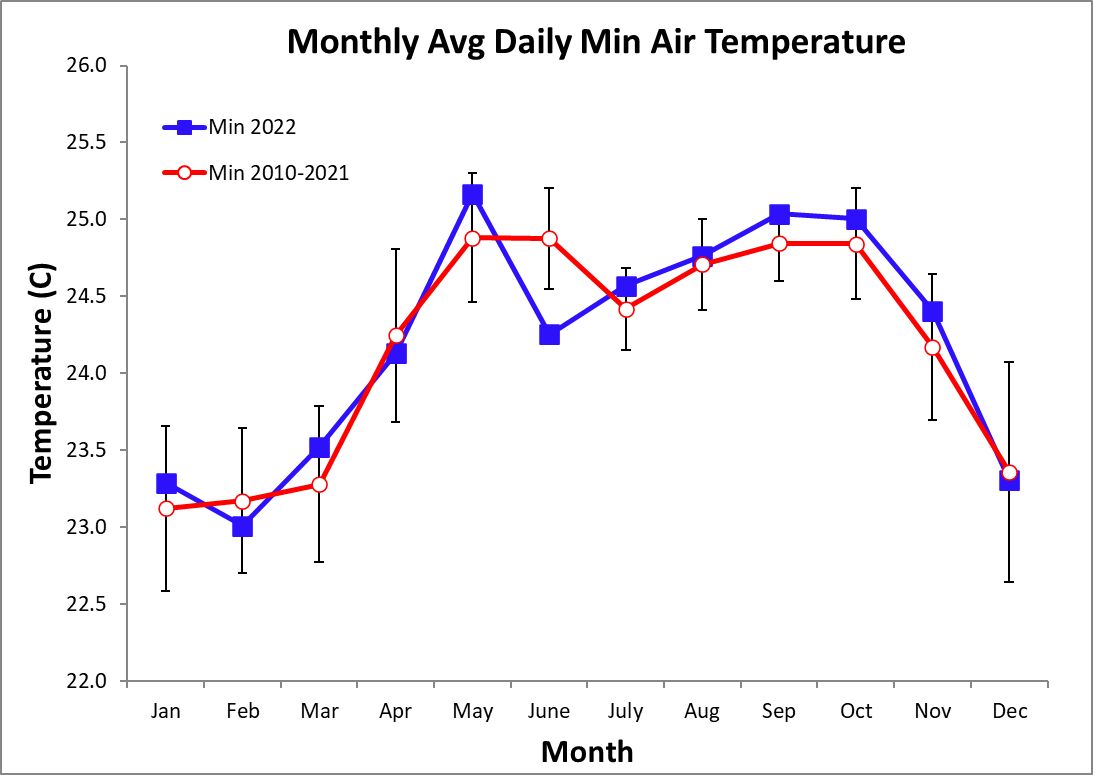 Monthly Avg Daily Min Air Temperature
26.0
25.5
25.0
24.5
24.0
23.5
23.0
22.5
22.0
Temperature (C)
Min 2022
Min 2010-2021
Jan Feb Mar Apr May June July Aug Sep Oct Nov Dec
Month